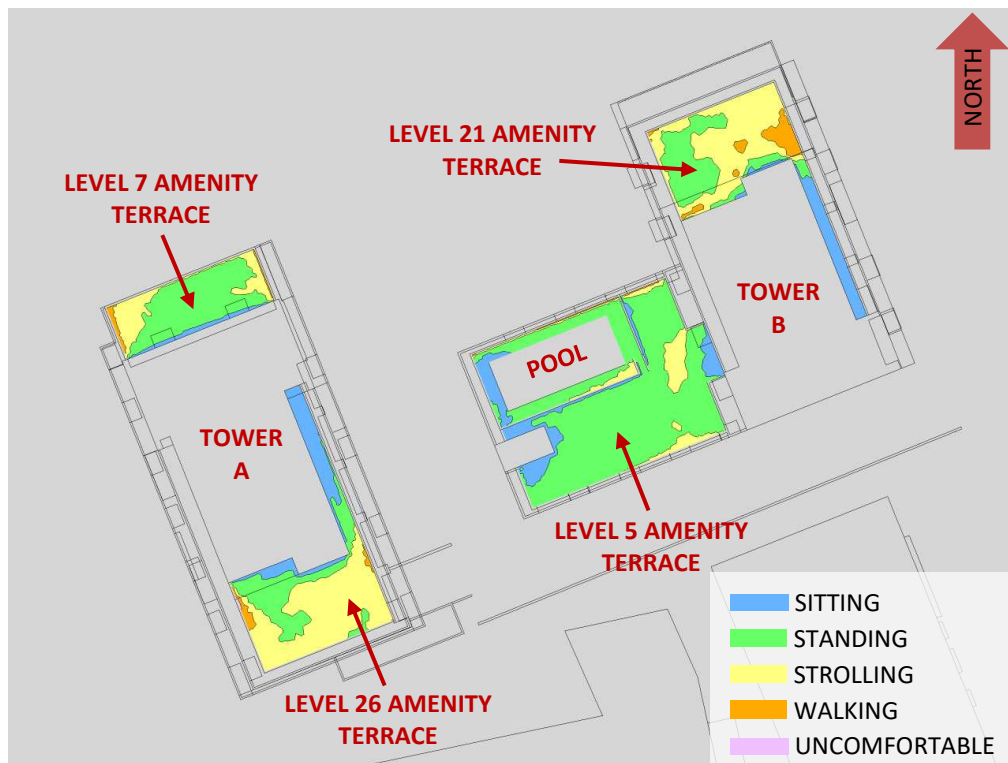 NORTH
LEVEL 21 AMENITY
TERRACE
LEVEL 7 AMENITY
TERRACE
TOWER
B
POOL
TOWER
A
LEVEL 5 AMENITY
TERRACE
LEVEL 26 AMENITY
TERRACE
SITTING
STANDING
STROLLING
WALKING
UNCOMFORTABLE